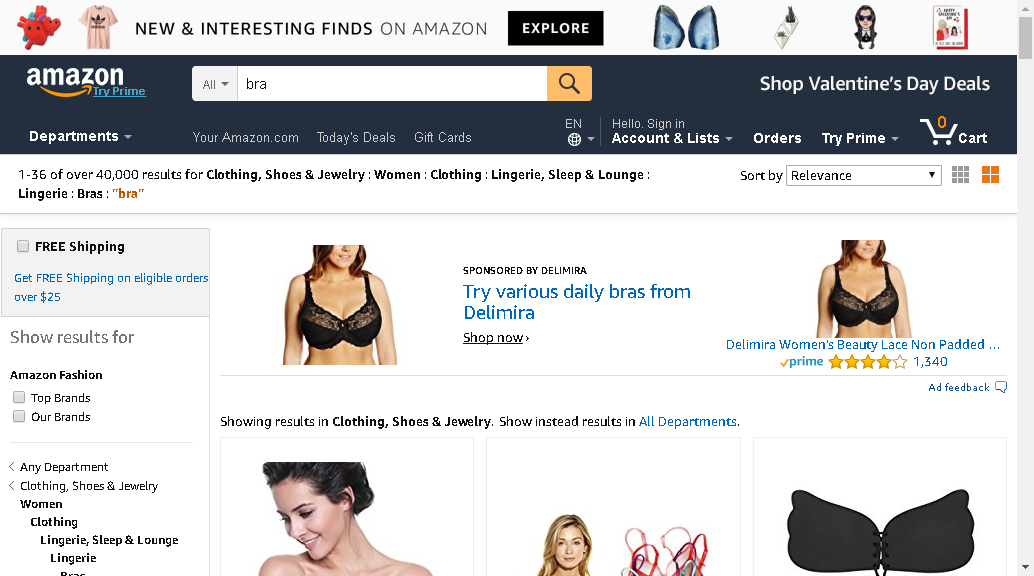 NEW & INTERESTING FINDS ON AMAZON EXPLORE
amazon
Try Prime
All bra
Shop Valentine's Day Deals
Departments Your Amazon.com Today's Deals Gift Cards EN Hello. Sign in Account & Lists Orders Try Prime 0 Cart
1-36 of over 40,000 results for Clothing, Shoes & Jewelry : Women : Clothing : Lingerie, Sleep & Lounge :
Lingerie : Bras : "bra"
Sort by Relevance
FREE Shipping
Get FREE Shipping on eligible orders
over $25
Show results for
Amazon Fashion
Top Brands
Our Brands
Any Department
Clothing, Shoes & Jewelry
Women
Clothing
Lingerie, Sleep & Lounge
Lingerie
Bras
SPONSORED BY DELIMIRA
Try various daily bras from
Delimira
Shop now ›
Delimira Women's Beauty Lace Non Padded ...
prime 1,340
Ad feedback
Showing results in Clothing, Shoes & Jewelry. Show instead results in All Departments.